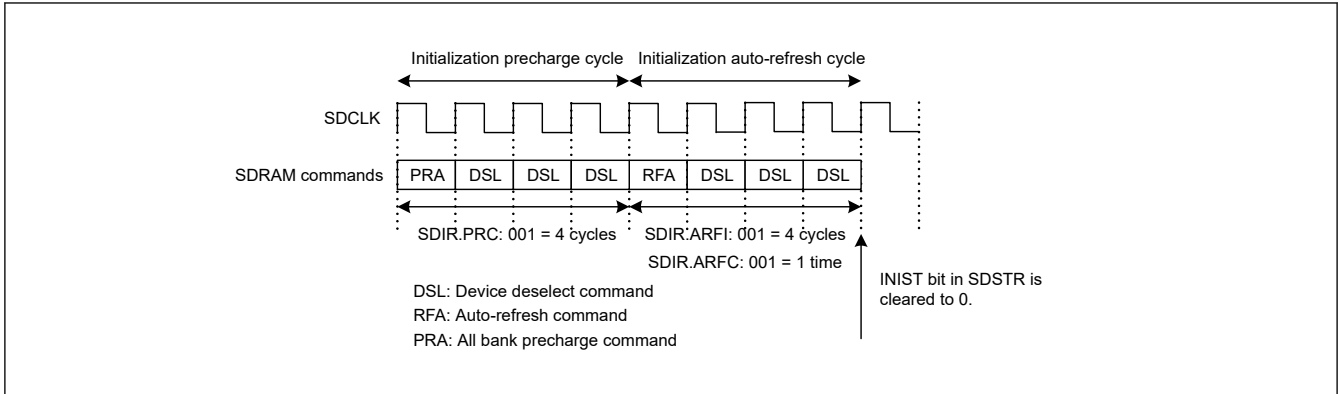 Initialization precharge cycle Initialization auto-refresh cycle
SDCLK
SDRAM commands PRA DSL DSL DSL RFA DSL DSL DSL
SDIR.PRC: 001 = 4 cycles SDIR.ARFI: 001 = 4 cycles
SDIR.ARFC: 001 = 1 time
INIST bit in SDSTR is
cleared to 0.
DSL: Device deselect command
RFA: Auto-refresh command
PRA: All bank precharge command